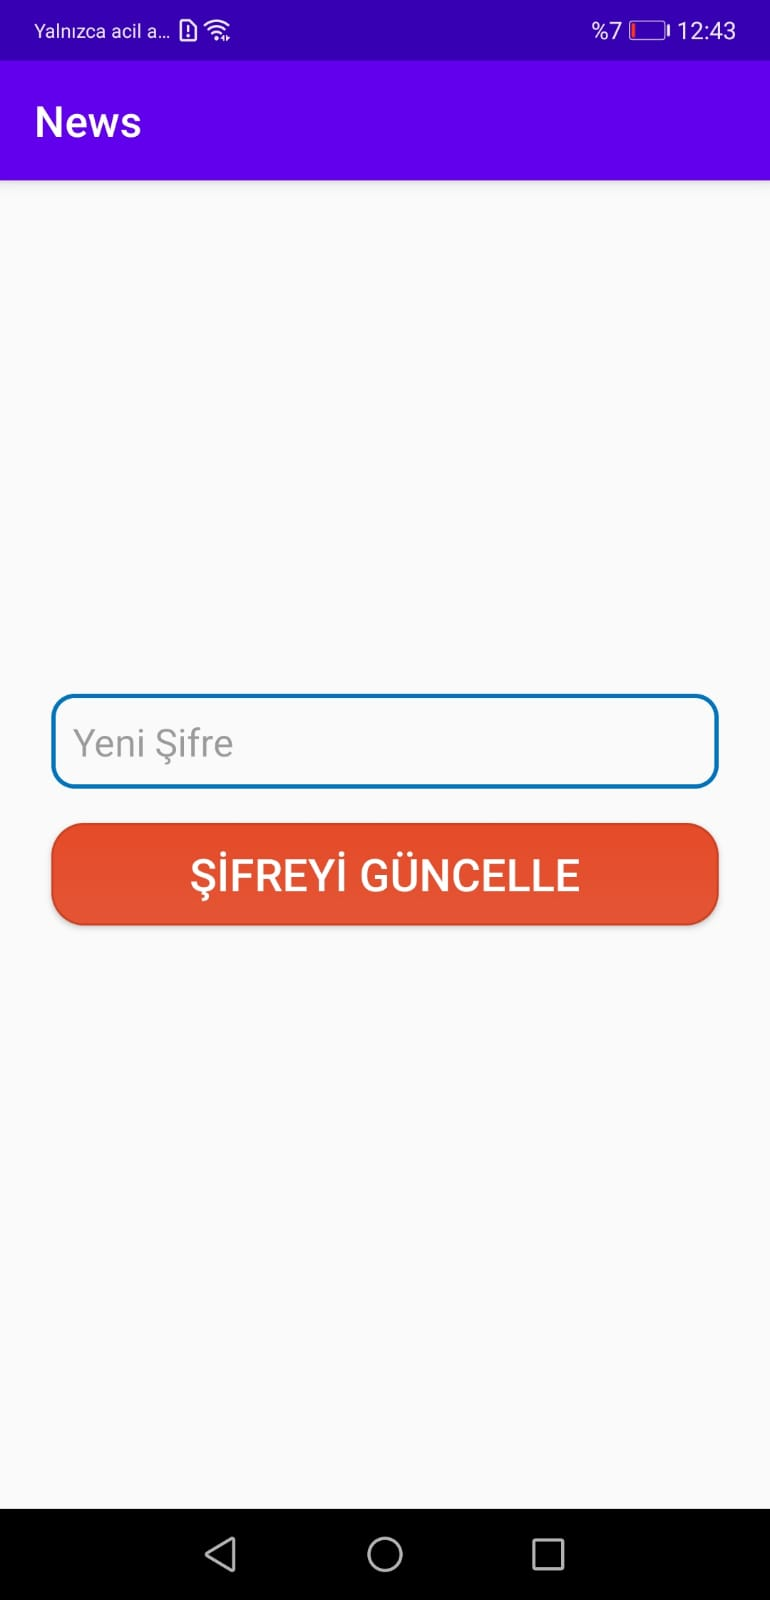 Yalnızca acil a...
%7
12:43
News
Yeni Şifre
ŞİFREYİ GÜNCELLE